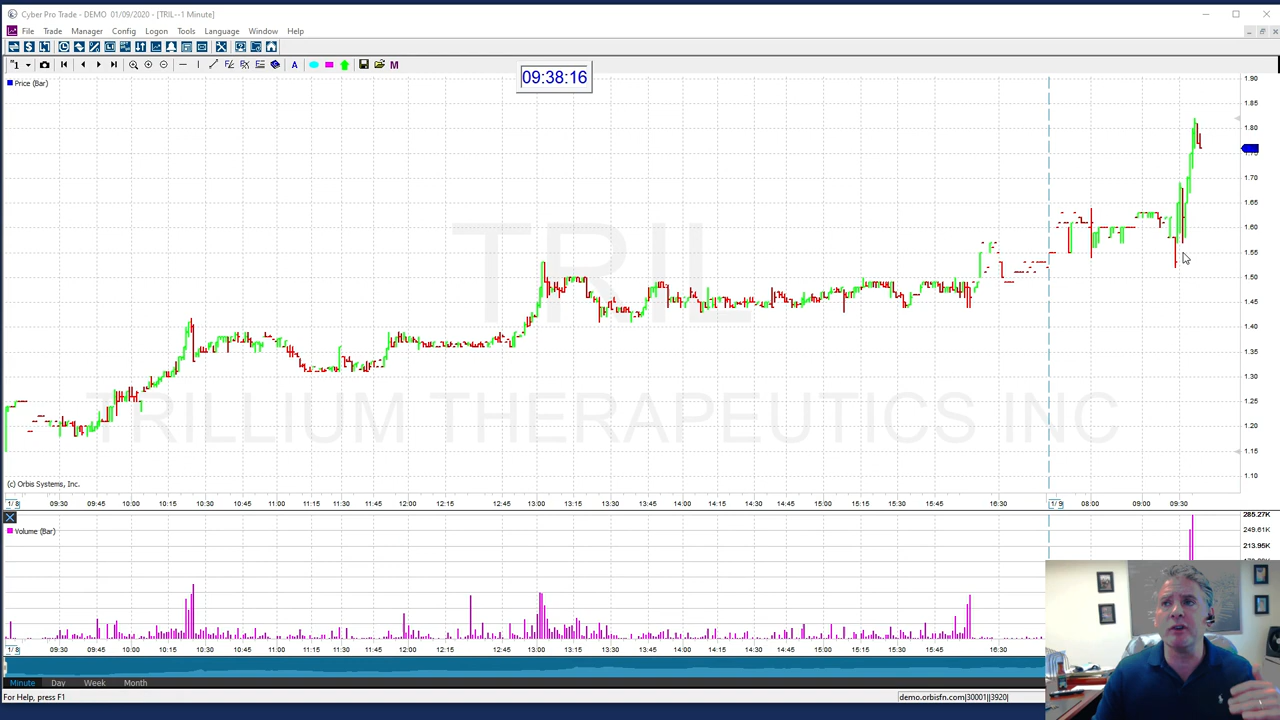 Cyber Pro Trade - DEMO 01/09/2020 - [TRIL--1 Minute]
File Trade Manager Config Logon Tools Language Window Help
"1 A M
09:38:16
Price (Bar)
1.90
1.85
1.80
1.70
1.65
1.60
1.55
1.50
1.45
1.40
1.35
1.30
1.25
1.20
1.15
1.10
TRIL
TRILLIUM THERAPEUTICS INC
(c) Orbis Systems, Inc.
1/8 09:30 09:45 10:00 10:15 10:30 10:45 11:00 11:15 11:30 11:45 12:00 12:15 12:30 12:45 13:00 13:15 13:30 13:45 14:00 14:15 14:30 14:45 15:00 15:15 15:30 15:45 16:30 1/9 08:00 09:00 09:30
Volume (Bar)
285.27K
249.61K
213.95K
1/8 09:30 09:45 10:00 10:15 10:30 10:45 11:00 11:15 11:30 11:45 12:00 12:15 12:30 12:45 13:00 13:15 13:30 13:45 14:00 14:15 14:30 14:45 15:00 15:15 15:30 15:45 16:30
Minute Day Week Month
For Help, press F1
demo.orbisfn.com|30001||3920|